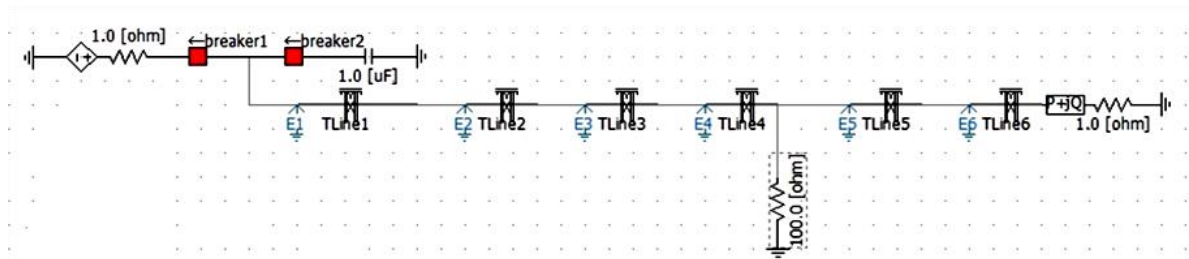 1.0 [ohm]
breaker1
breaker2
1.0 [uF]
E1
TLine1
E2
TLine2
E3
TLine3
E4
TLine4
E5
TLine5
E6
TLine6
P+jQ
1.0 [ohm]
100.0 [ohm]